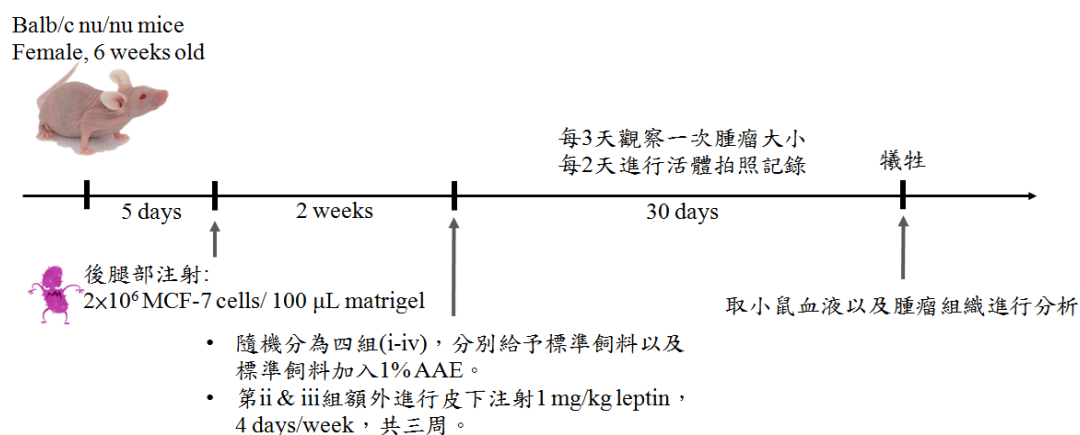 Balb/c nu/nu mice
Female, 6 weeks old
每3天觀察一次腫瘤大小
每2天進行活體拍照記錄
犧牲
5 days
2 weeks
30 days
後腿部注射:
2×10⁶ MCF-7 cells/ 100 μL matrigel
取小鼠血液以及腫瘤組織進行分析
• 隨機分為四組(i-iv)，分別給予標準飼料以及
標準飼料加入1% AAE。
• 第ii & iii組額外進行皮下注射1 mg/kg leptin，
4 days/week，共三周。